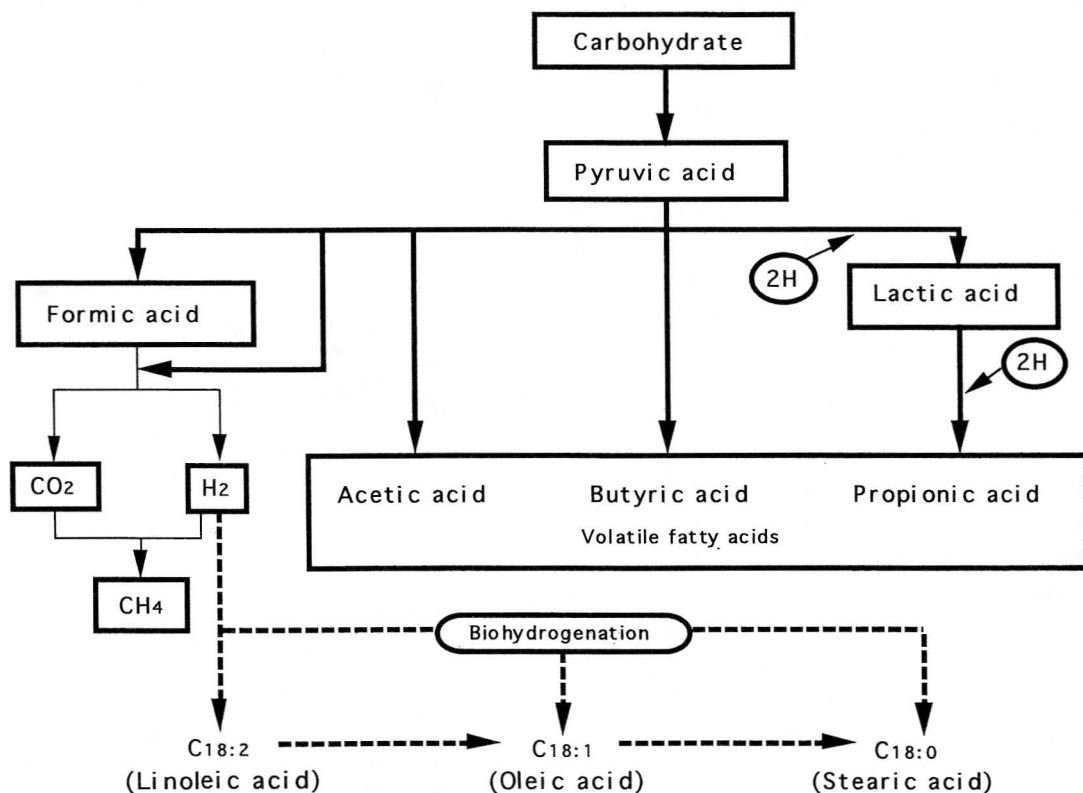 Carbohydrate
Pyruvic acid
2H
Lactic acid
Formic acid
2H
CO2
H2
Acetic acid
Butyric acid
Propionic acid
Volatile fatty acids
CH4
Biohydrogenation
C18:2
C18:1
C18:0
(Linoleic acid)
(Oleic acid)
(Stearic acid)